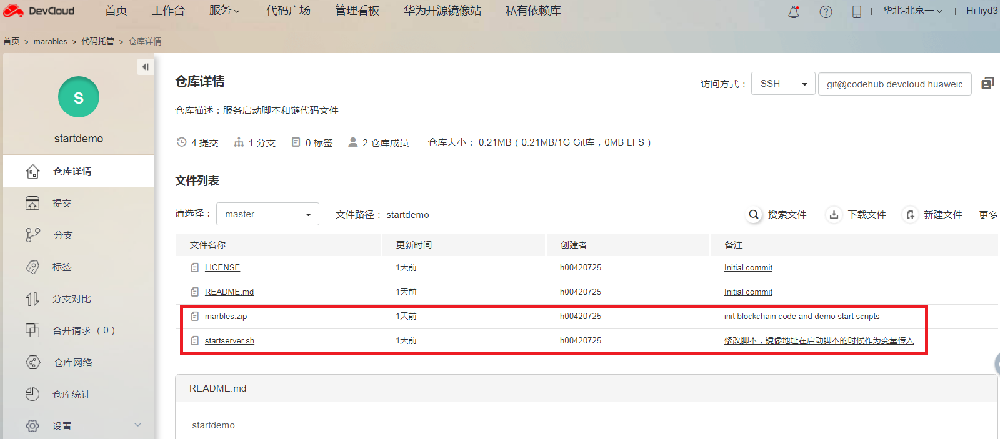 DevCloud 首页 工作台 服务 代码广场 管理看板 华为开源镜像站 私有依赖库 华北-北京一 | Hi liyd3
首页 > marables > 代码托管 > 仓库详情
S
startdemo
仓库详情
提交
分支
标签
分支对比
合并请求（0）
仓库网络
仓库统计
设置
仓库详情
访问方式： SSH git@codehub.devcloud.huaweic
仓库描述：服务启动脚本和链代码文件
4 提交 1 分支 0 标签 2 仓库成员 仓库大小： 0.21MB（0.21MB/1G Git库，0MB LFS）
文件列表
请选择： master 文件路径： startdemo 搜索文件 下载文件 新建文件 更多
文件名称 更新时间 创建者 备注
LICENSE 1天前 h00420725 Initial commit
README.md 1天前 h00420725 Initial commit
marbles.zip 1天前 h00420725 init blockchain code and demo start scripts
startserver.sh 1天前 h00420725 修改脚本，镜像地址在启动脚本的时候作为变量传入
README.md
startdemo